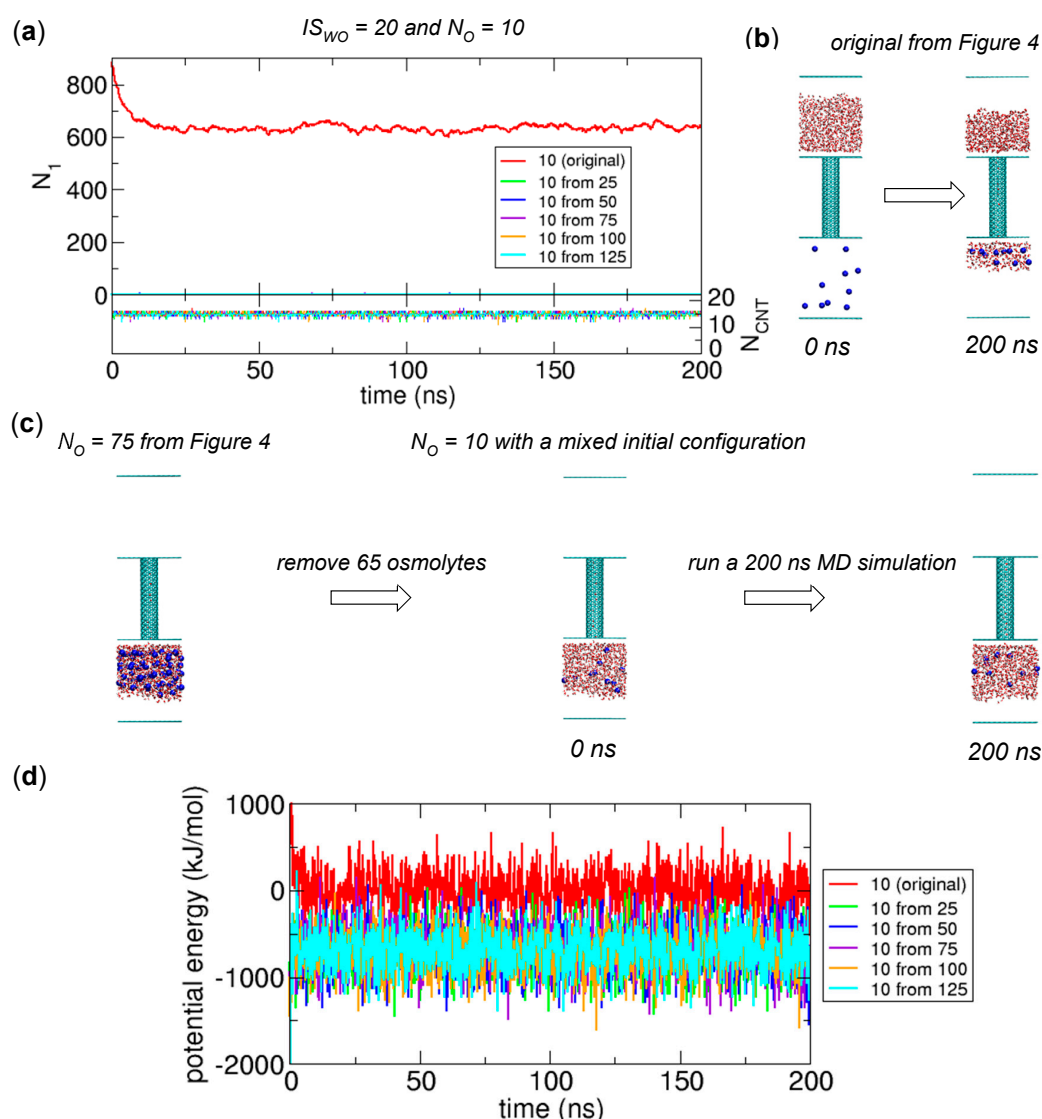 (a)
IS_WO = 20 and N_O = 10
N_1
800
600
400
200
0
20
10
0
N_CNT
10 (original)
10 from 25
10 from 50
10 from 75
10 from 100
10 from 125
0 50 100 150 200
time (ns)
(b)
original from Figure 4
0 ns
200 ns
(c)
N_O = 75 from Figure 4
N_O = 10 with a mixed initial configuration
remove 65 osmolytes
run a 200 ns MD simulation
0 ns
200 ns
(d)
potential energy (kJ/mol)
1000
0
-1000
-2000
0 50 100 150 200
time (ns)
10 (original)
10 from 25
10 from 50
10 from 75
10 from 100
10 from 125